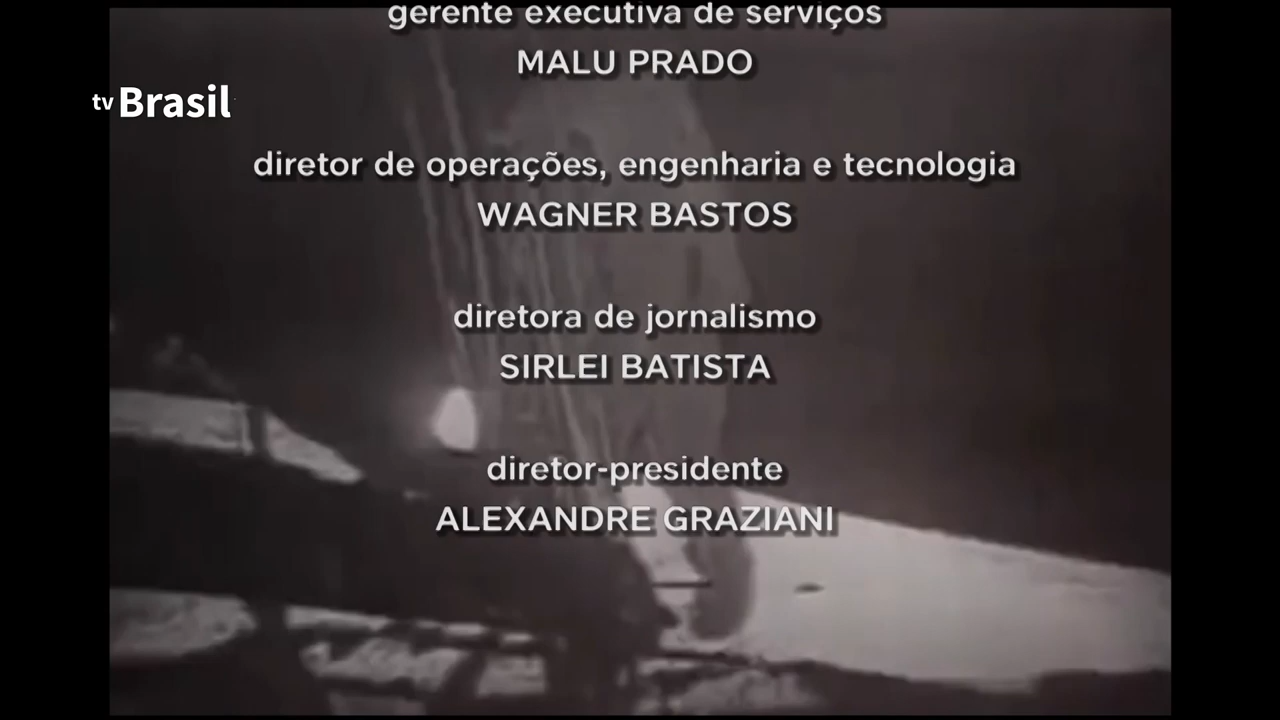 gerente executiva de serviços
MALU PRADO
tv Brasil
diretor de operações, engenharia e tecnologia
WAGNER BASTOS
diretora de jornalismo
SIRLEI BATISTA
diretor-presidente
ALEXANDRE GRAZIANI